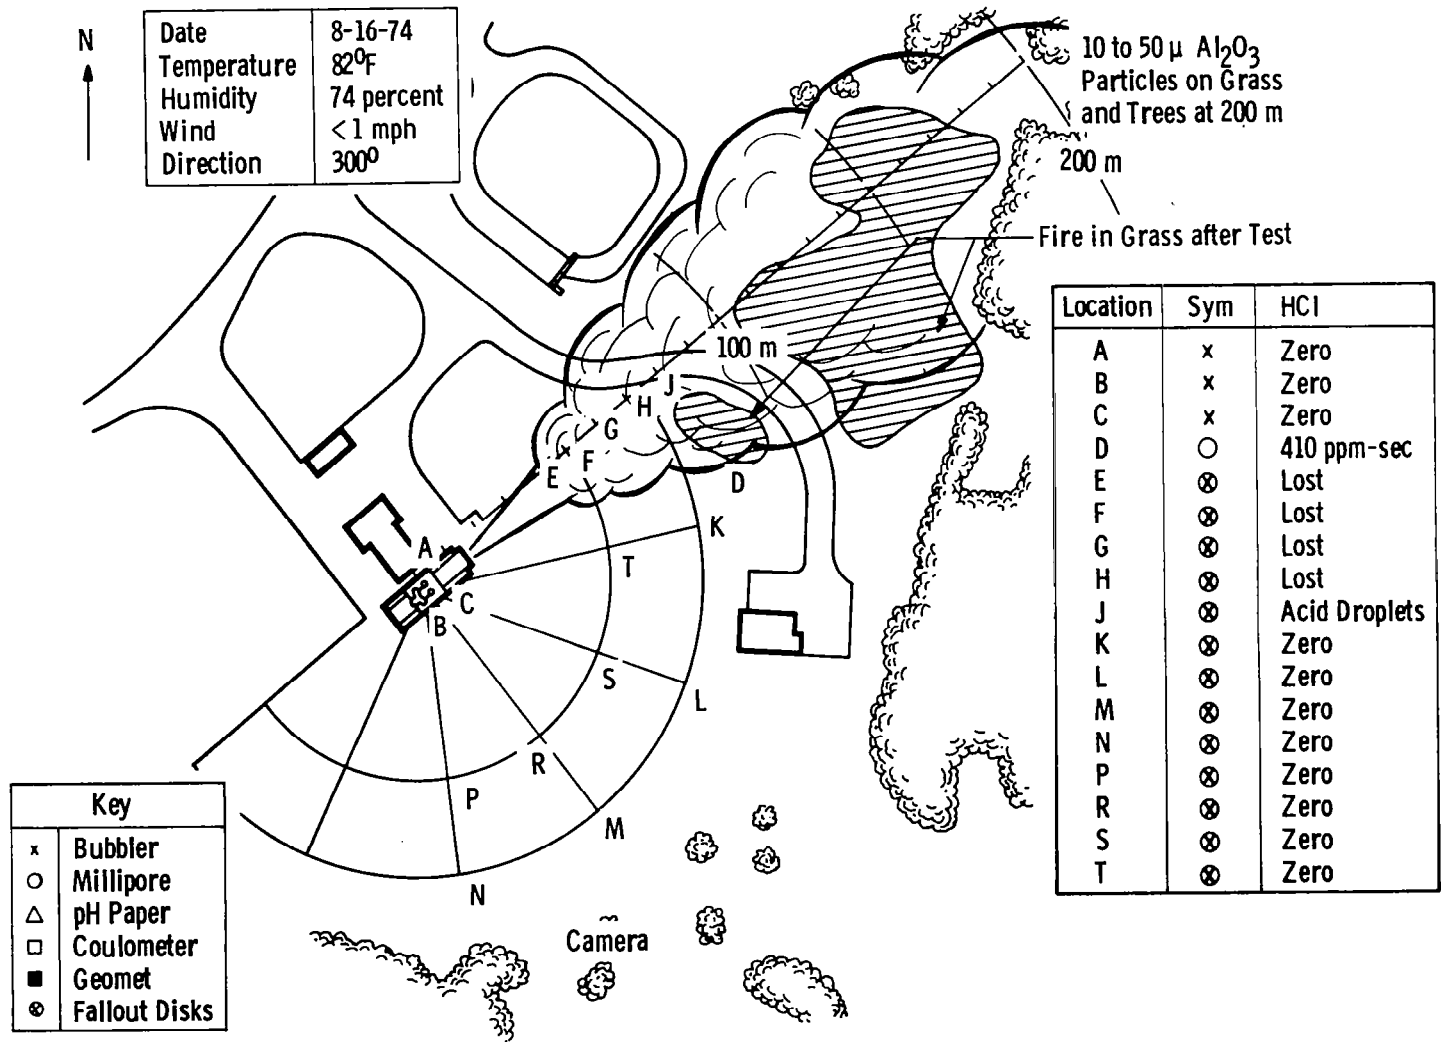 N
Date 8-16-74
Temperature 82⁰F
Humidity 74 percent
Wind < 1 mph
Direction 300⁰
10 to 50 μ Al₂O₃
Particles on Grass
and Trees at 200 m
200 m
Fire in Grass after Test
100 m
J
H
G
F
E
D
K
A
T
C
B
S
L
R
P
M
N
Camera
Location Sym HCl
A x Zero
B x Zero
C x Zero
D ○ 410 ppm-sec
E ⊗ Lost
F ⊗ Lost
G ⊗ Lost
H ⊗ Lost
J ⊗ Acid Droplets
K ⊗ Zero
L ⊗ Zero
M ⊗ Zero
N ⊗ Zero
P ⊗ Zero
R ⊗ Zero
S ⊗ Zero
T ⊗ Zero
Key
x Bubbler
○ Millipore
△ pH Paper
□ Coulometer
■ Geomet
⊗ Fallout Disks